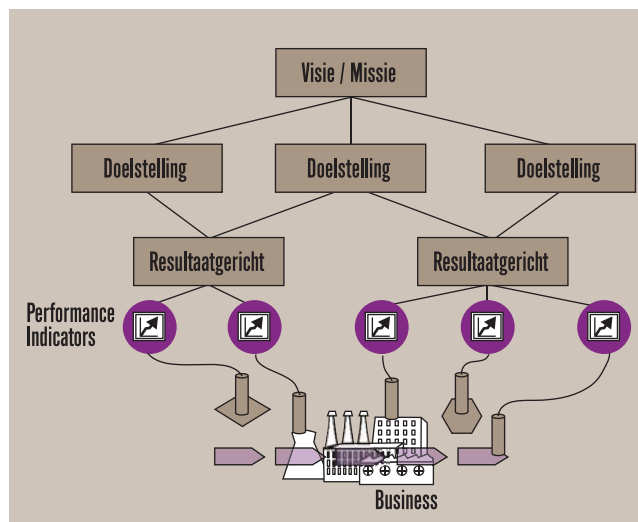 Visie / Missie
Doelstelling
Doelstelling
Doelstelling
Resultaatgericht
Resultaatgericht
Performance
Indicators
Business